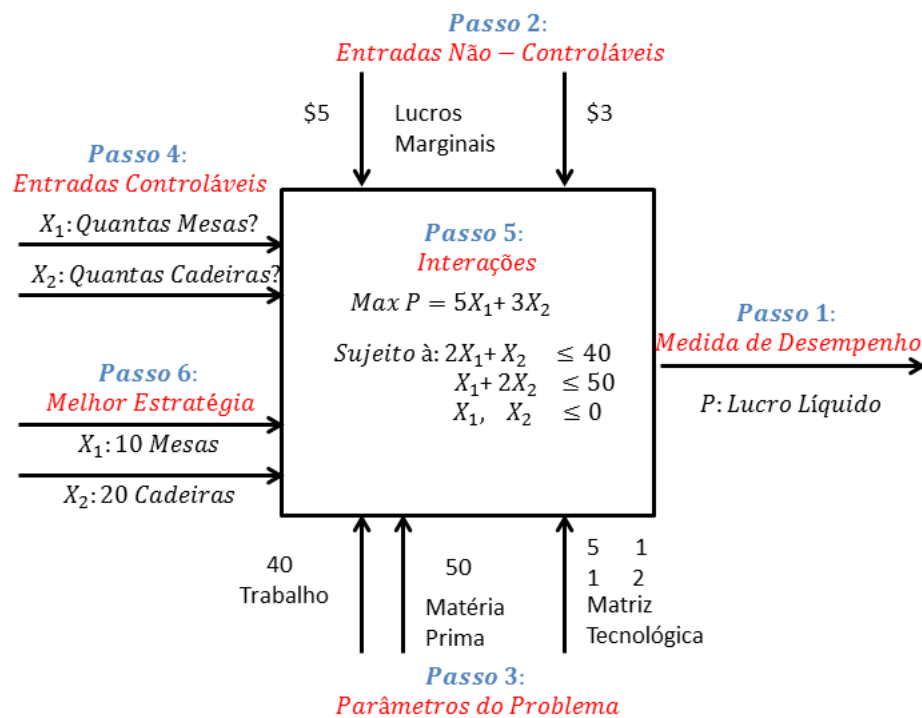 Passo 2:
Entradas Não − Controláveis
$5
Lucros
Marginais
$3
Passo 4:
Entradas Controláveis
X₁: Quantas Mesas?
X₂: Quantas Cadeiras?
Passo 5:
Interações
Max P = 5X₁+ 3X₂
Sujeito à: 2X₁+ X₂ ≤ 40
X₁+ 2X₂ ≤ 50
X₁, X₂ ≤ 0
Passo 1:
Medida de Desempenho
P: Lucro Líquido
Passo 6:
Melhor Estratégia
X₁: 10 Mesas
X₂: 20 Cadeiras
40
Trabalho
50
Matéria
Prima
5 1
1 2
Matriz
Tecnológica
Passo 3:
Parâmetros do Problema